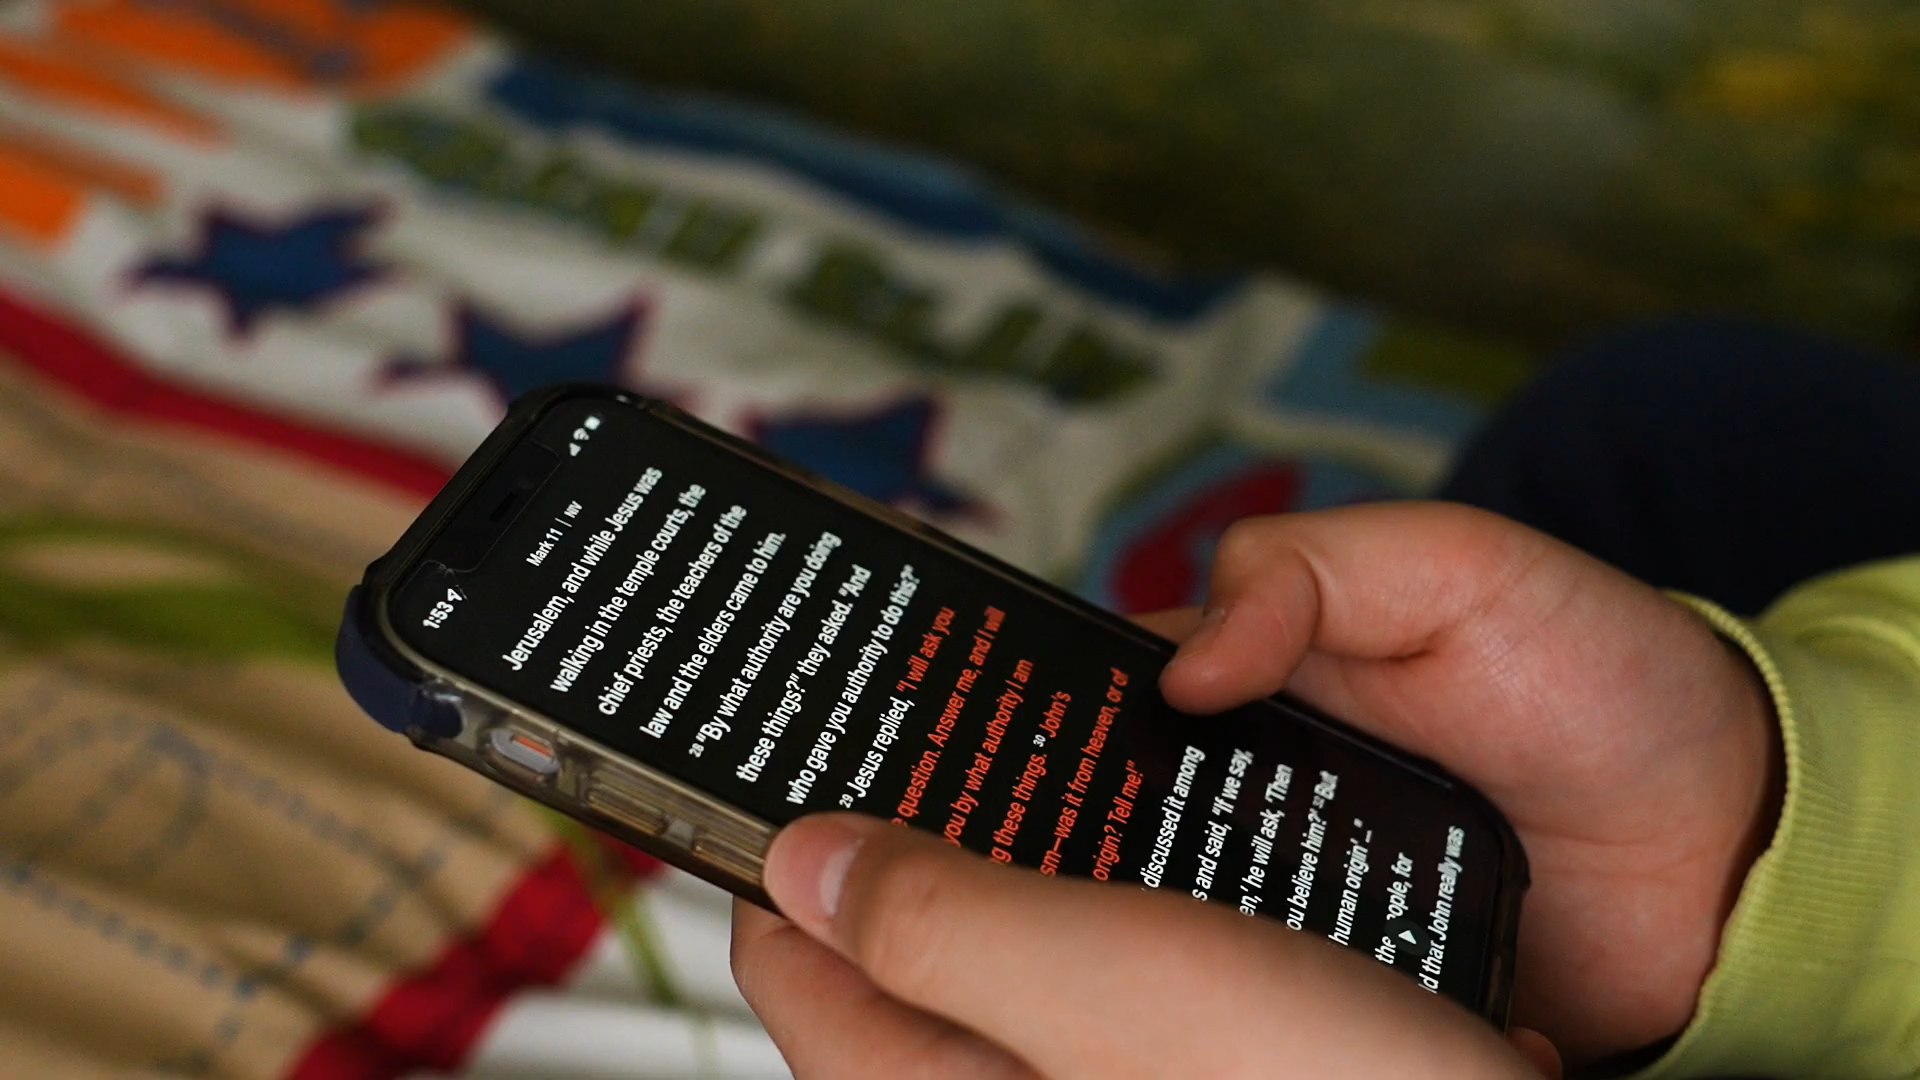 1:53
Mark 11 | NIV
Jerusalem, and while Jesus was
walking in the temple courts, the
chief priests, the teachers of the
law and the elders came to him.
28 "By what authority are you doing
these things?" they asked. "And
who gave you authority to do this?"
29 Jesus replied, "I will ask you
question. Answer me, and I will
you by what authority I am
these things. 30 John's
was it from heaven, or of
origin? Tell me!"
discussed it among
and said, "If we say,
he will ask, 'Then
believe him?' 32 But
human origin' …"
the for
that John really was